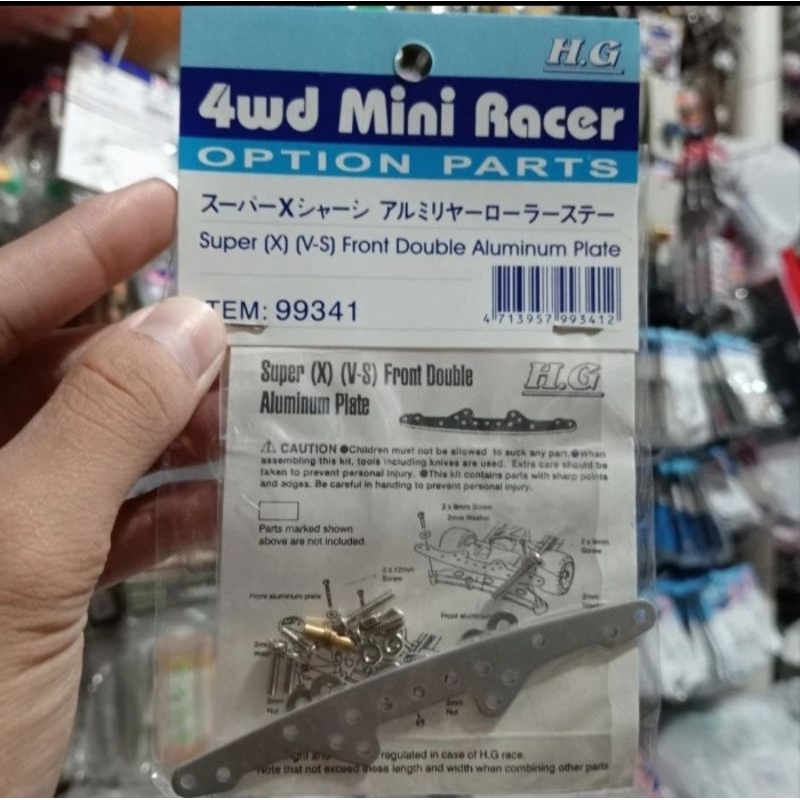 H.G
4wd Mini Racer
OPTION PARTS
スーパーXシャーシ アルミリヤーローラーステー
Super (X) (V-S) Front Double Aluminum Plate
TEM: 99341
4 713957 993412
Super (X) (V-S) Front Double
Aluminum Plate
H.G
⚠ CAUTION ●Children must not be allowed to suck any part. ●When
assembling this kit, tools including knives are used. Extra care should be
taken to prevent personal injury. ●This kit contains parts with sharp points
and edges. Be careful in handing to prevent personal injury.
Parts marked shown
above are not included.
2 x 8mm Screw
2mm Washer
2 x 12mm
Screw
Front aluminum plate
Screw
Front aluminum
2mm
Nut
2mm
Nut
regulated in case of H.G race.
Note that not exceed these length and width when combining other parts